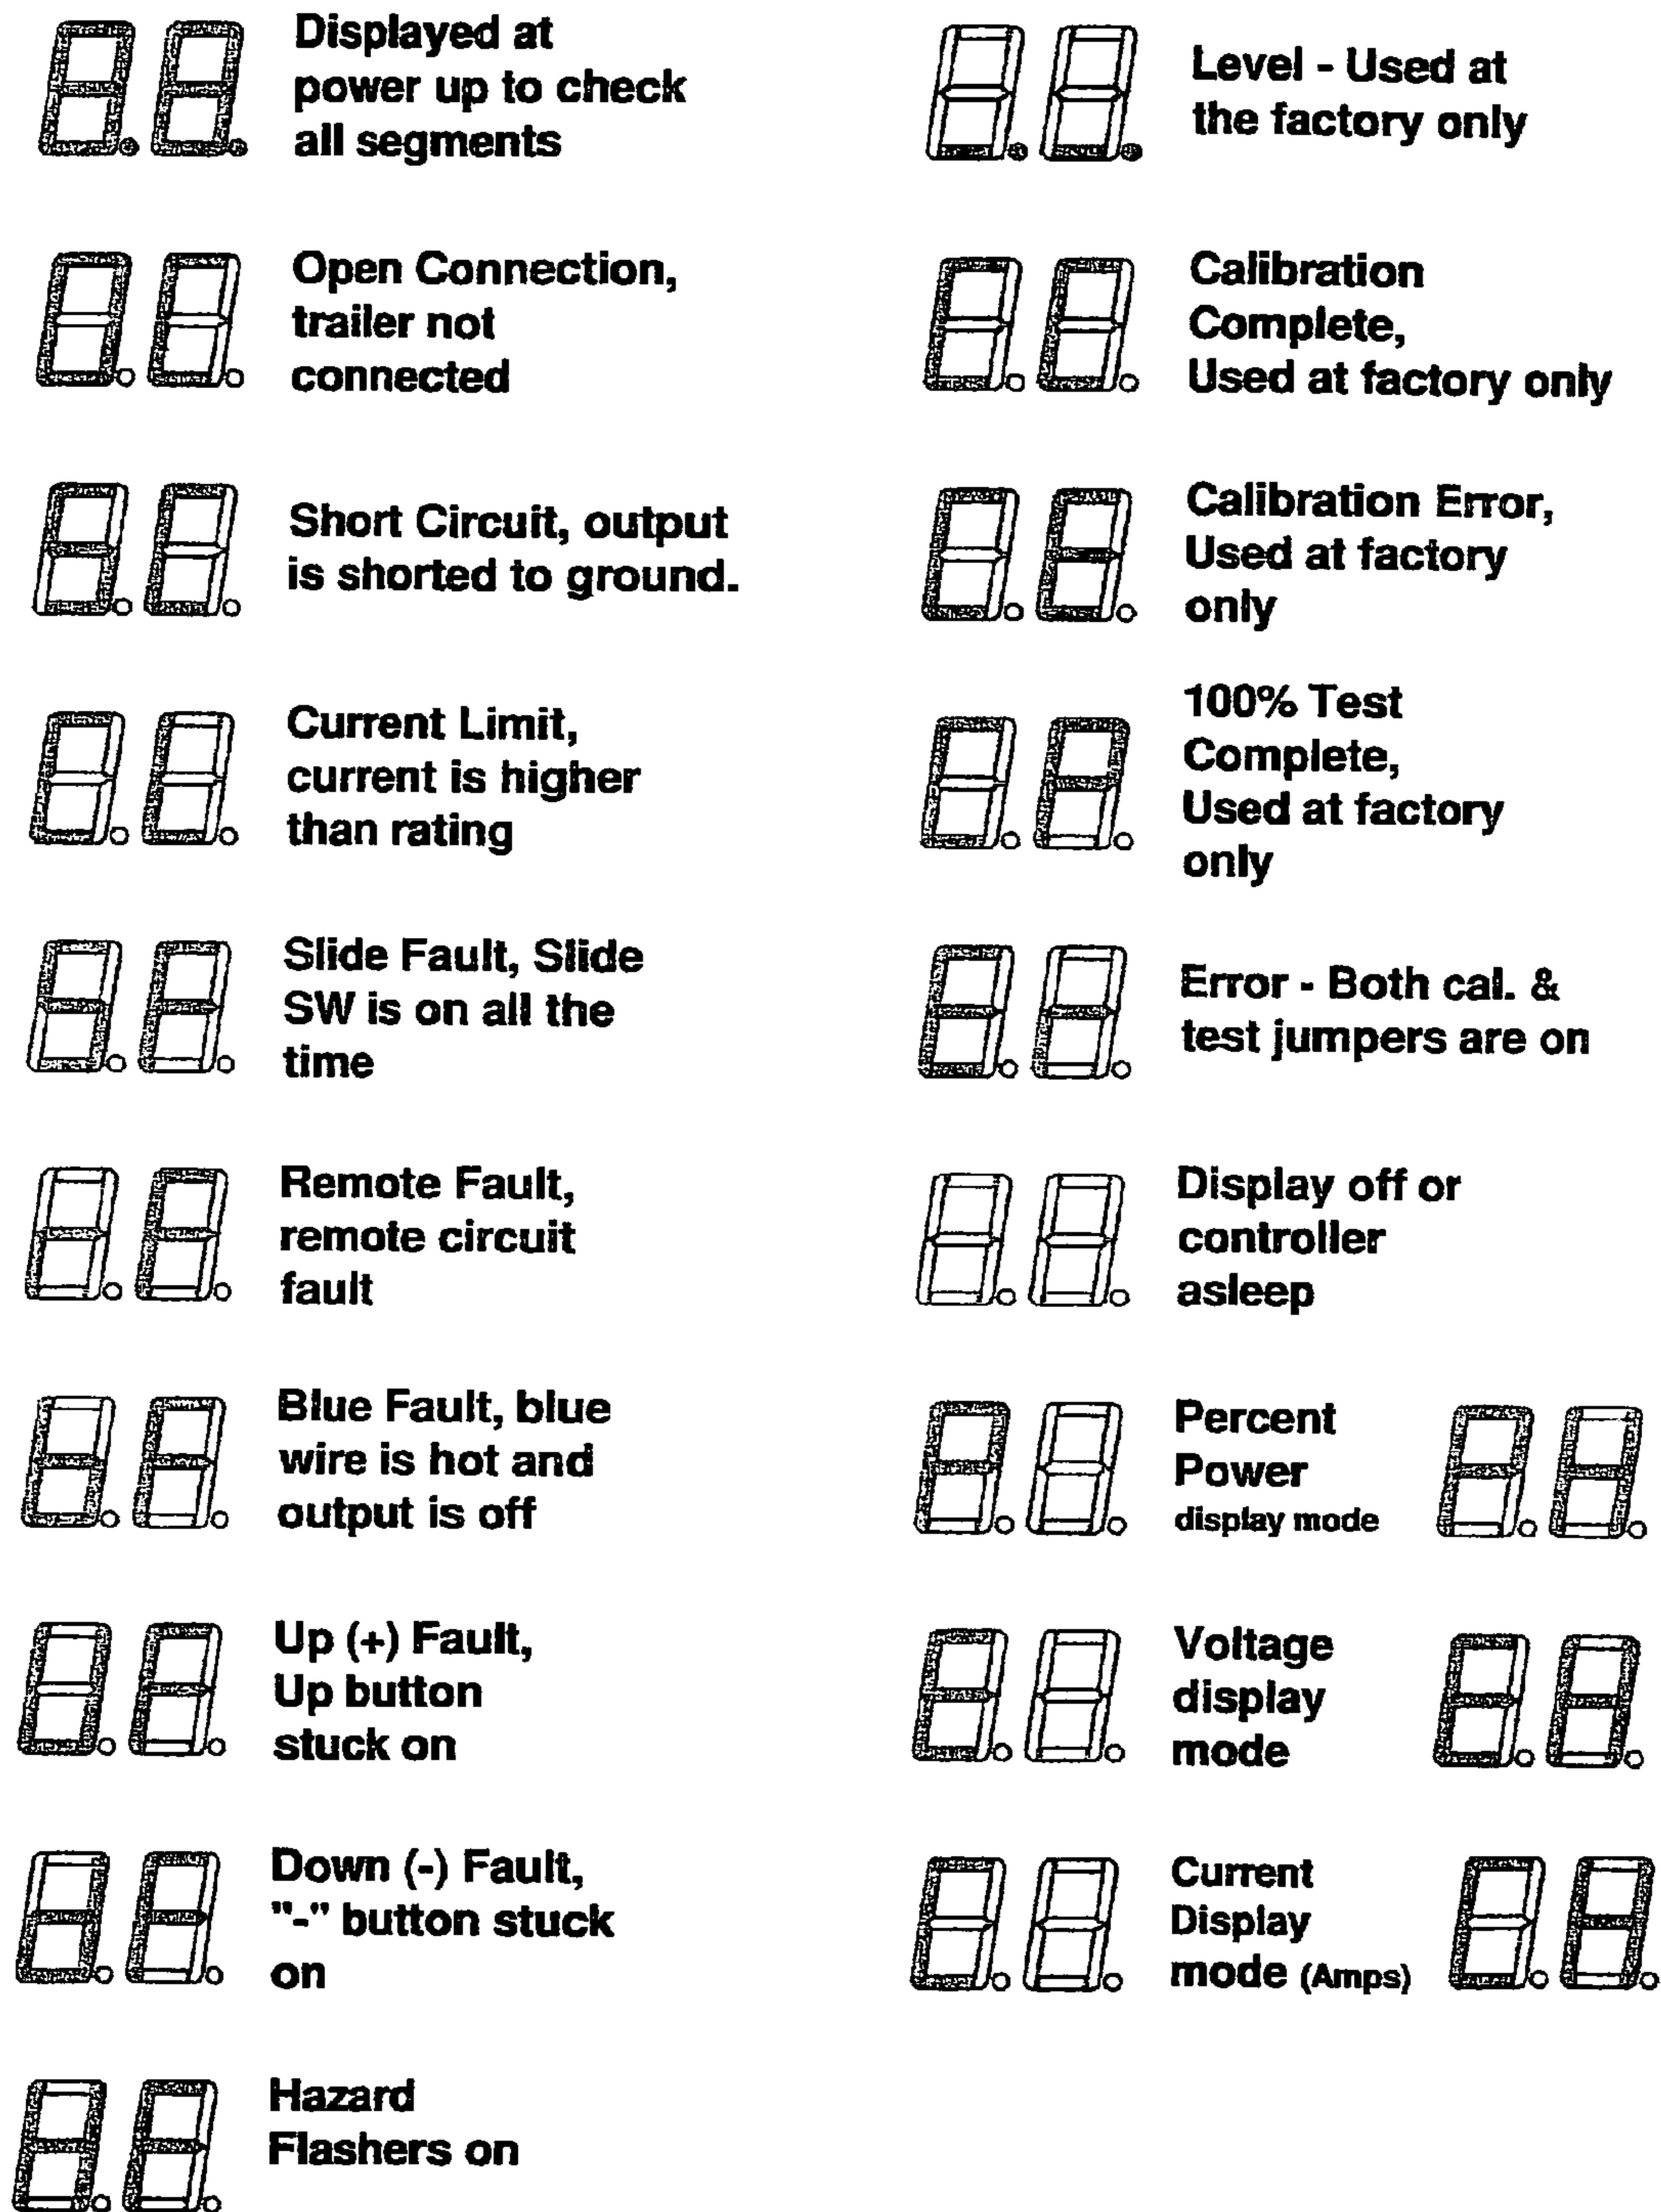 Displayed at
power up to check
all segments
Open Connection,
trailer not
connected
Short Circuit, output
is shorted to ground.
Current Limit,
current is higher
than rating
Slide Fault, Slide
SW is on all the
time
Remote Fault,
remote circuit
fault
Blue Fault, blue
wire is hot and
output is off
Up (+) Fault,
Up button
stuck on
Down (-) Fault,
"-" button stuck
on
Hazard
Flashers on
Level - Used at
the factory only
Calibration
Complete,
Used at factory only
Calibration Error,
Used at factory
only
100% Test
Complete,
Used at factory
only
Error - Both cal. &
test jumpers are on
Display off or
controller
asleep
Percent
Power
display mode
Voltage
display
mode
Current
Display
mode (Amps)